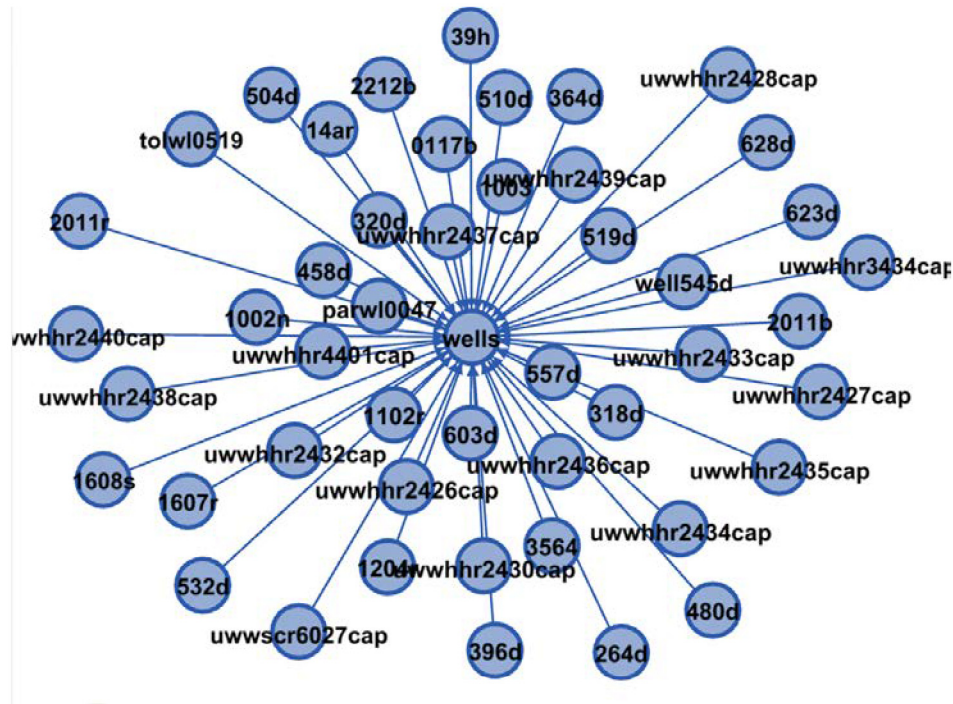 39h
uwwhhr2428cap
2212b
504d
510d
364d
14ar
tolwl0519
0117b
628d
uwwhhr2439cap
1003
2011r
320d
623d
uwwhhr2437cap
519d
458d
uwwhhr3434cap
well545d
parwl0047
1002n
2011b
wells
uwwhhr4401cap
uwwhhr2433cap
557d
uwwhhr2438cap
uwwhhr2427cap
1102r
318d
603d
uwwhhr2432cap
uwwhhr2436cap
uwwhhr2435cap
1608s
uwwhhr2426cap
1607r
uwwhhr2434cap
3564
uwwhhr2430cap
532d
480d
uwwscr6027cap
396d
264d